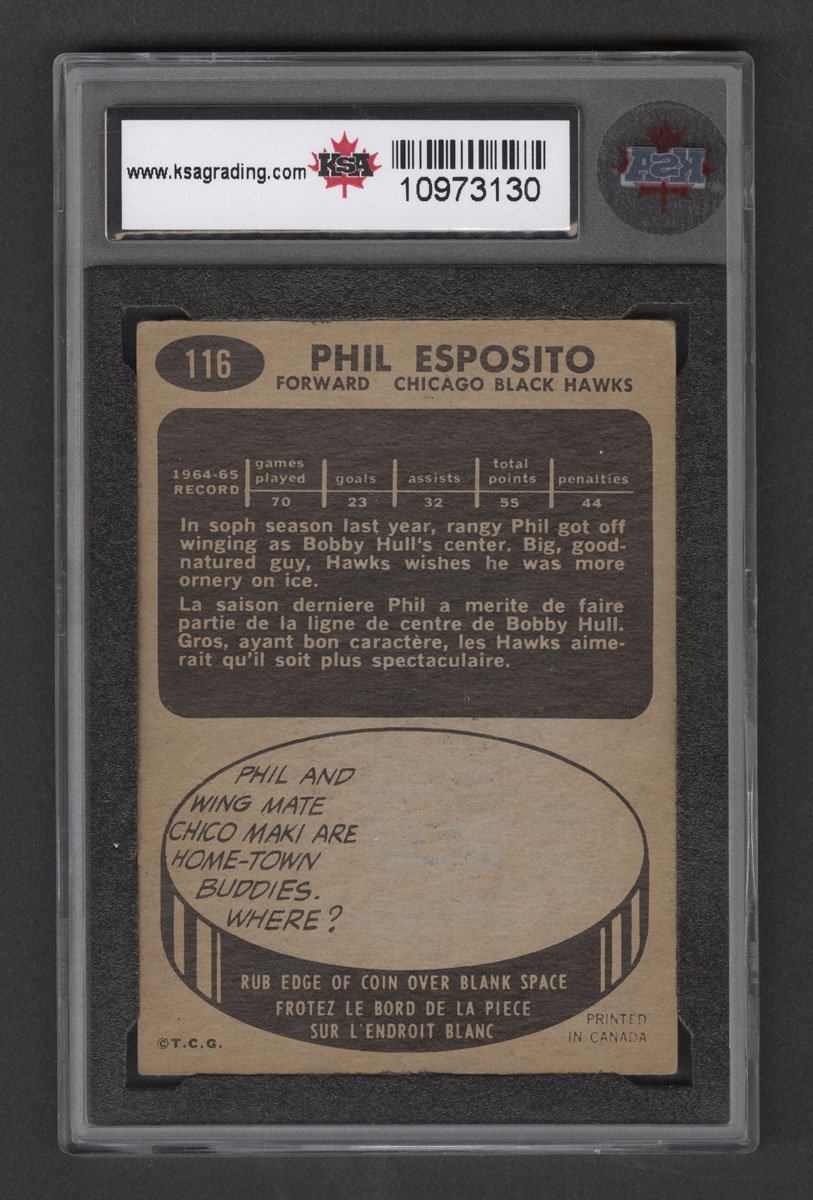 www.ksagrading.com KSA
10973130
KSA
116
PHIL ESPOSITO
FORWARD CHICAGO BLACK HAWKS
1964-65 RECORD games played goals assists total points penalties
70 23 32 55 44
In soph season last year, rangy Phil got off
winging as Bobby Hull's center. Big, good-
natured guy, Hawks wishes he was more
ornery on ice.
La saison derniere Phil a merite de faire
partie de la ligne de centre de Bobby Hull.
Gros, ayant bon caractère, les Hawks aime-
rait qu'il soit plus spectaculaire.
PHIL AND
WING MATE
CHICO MAKI ARE
HOME-TOWN
BUDDIES.
WHERE?
RUB EDGE OF COIN OVER BLANK SPACE
FROTEZ LE BORD DE LA PIECE
SUR L'ENDROIT BLANC
©T.C.G.
PRINTED
IN CANADA